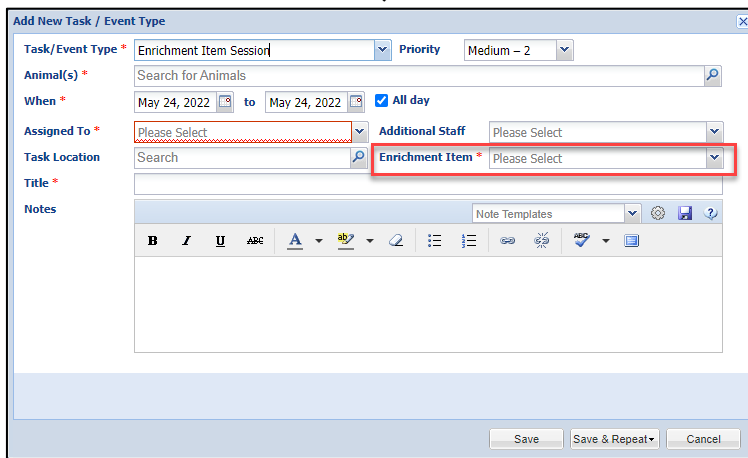 Add New Task / Event Type
Task/Event Type * Enrichment Item Session Priority Medium – 2
Animal(s) * Search for Animals
When * May 24, 2022 to May 24, 2022 All day
Assigned To * Please Select Additional Staff Please Select
Task Location Search Enrichment Item * Please Select
Title *
Notes Note Templates
B I U ABC A ab ABC
Save Save & Repeat Cancel